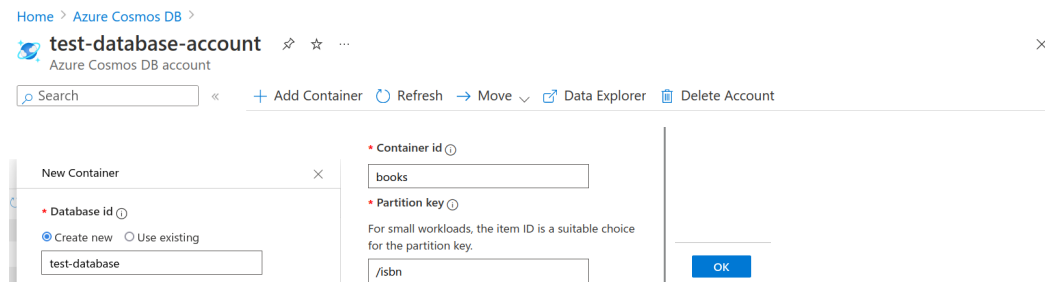 Home > Azure Cosmos DB >
test-database-account
Azure Cosmos DB account
Search
« + Add Container Refresh → Move Data Explorer Delete Account
New Container
* Database id
Create new Use existing
test-database
* Container id
books
* Partition key
For small workloads, the item ID is a suitable choice
for the partition key.
/isbn
OK